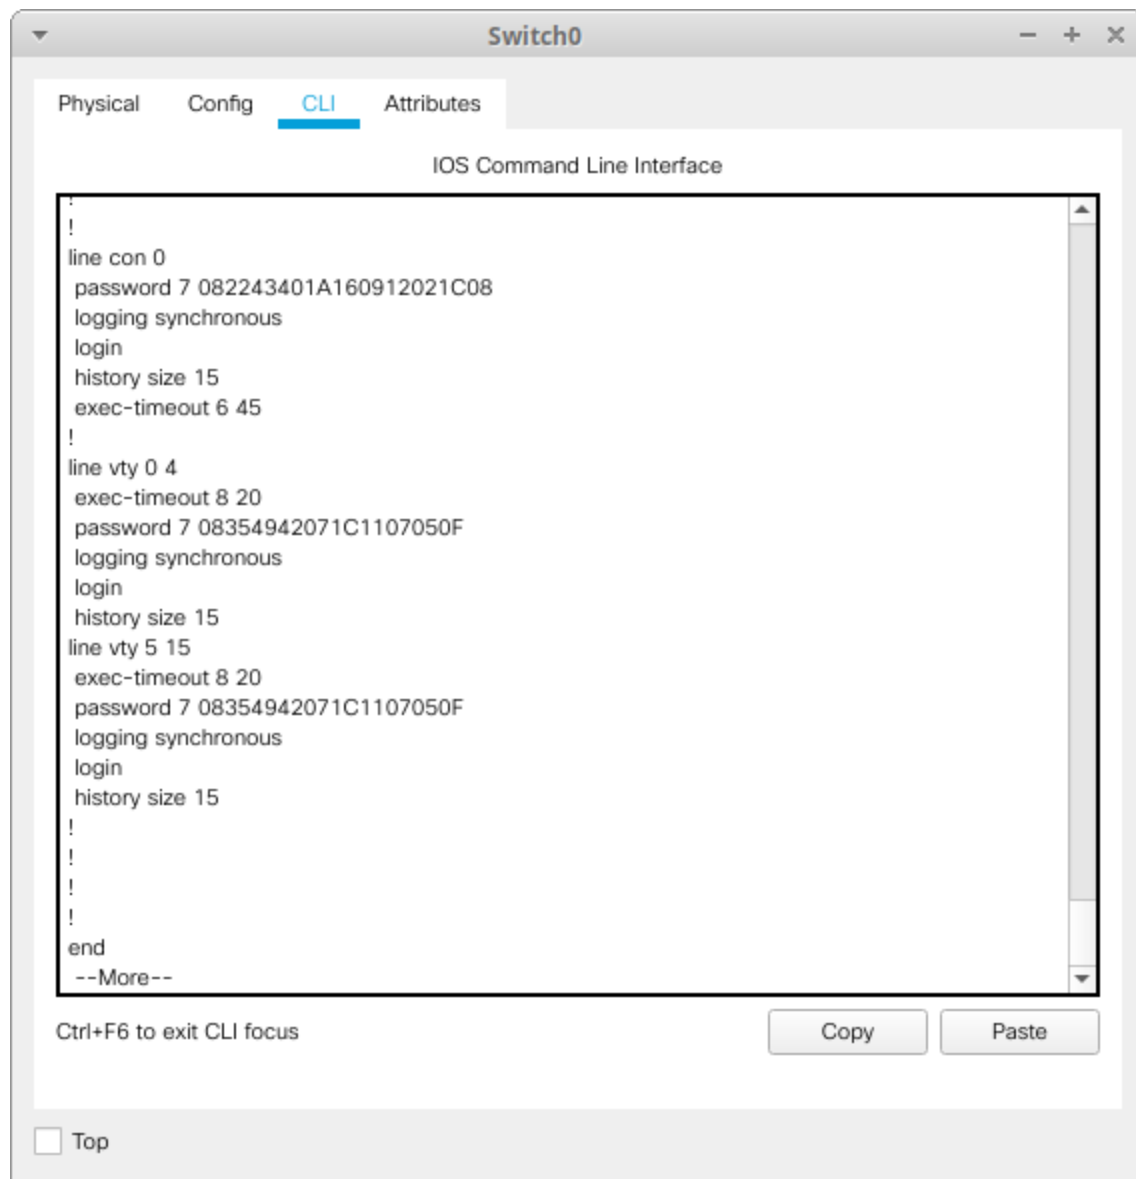 Switch0
Physical Config CLI Attributes
IOS Command Line Interface
!
!
line con 0
password 7 082243401A160912021C08
logging synchronous
login
history size 15
exec-timeout 6 45
!
line vty 0 4
exec-timeout 8 20
password 7 08354942071C1107050F
logging synchronous
login
history size 15
line vty 5 15
exec-timeout 8 20
password 7 08354942071C1107050F
logging synchronous
login
history size 15
!
!
!
!
end
--More--
Ctrl+F6 to exit CLI focus
Copy Paste
Top